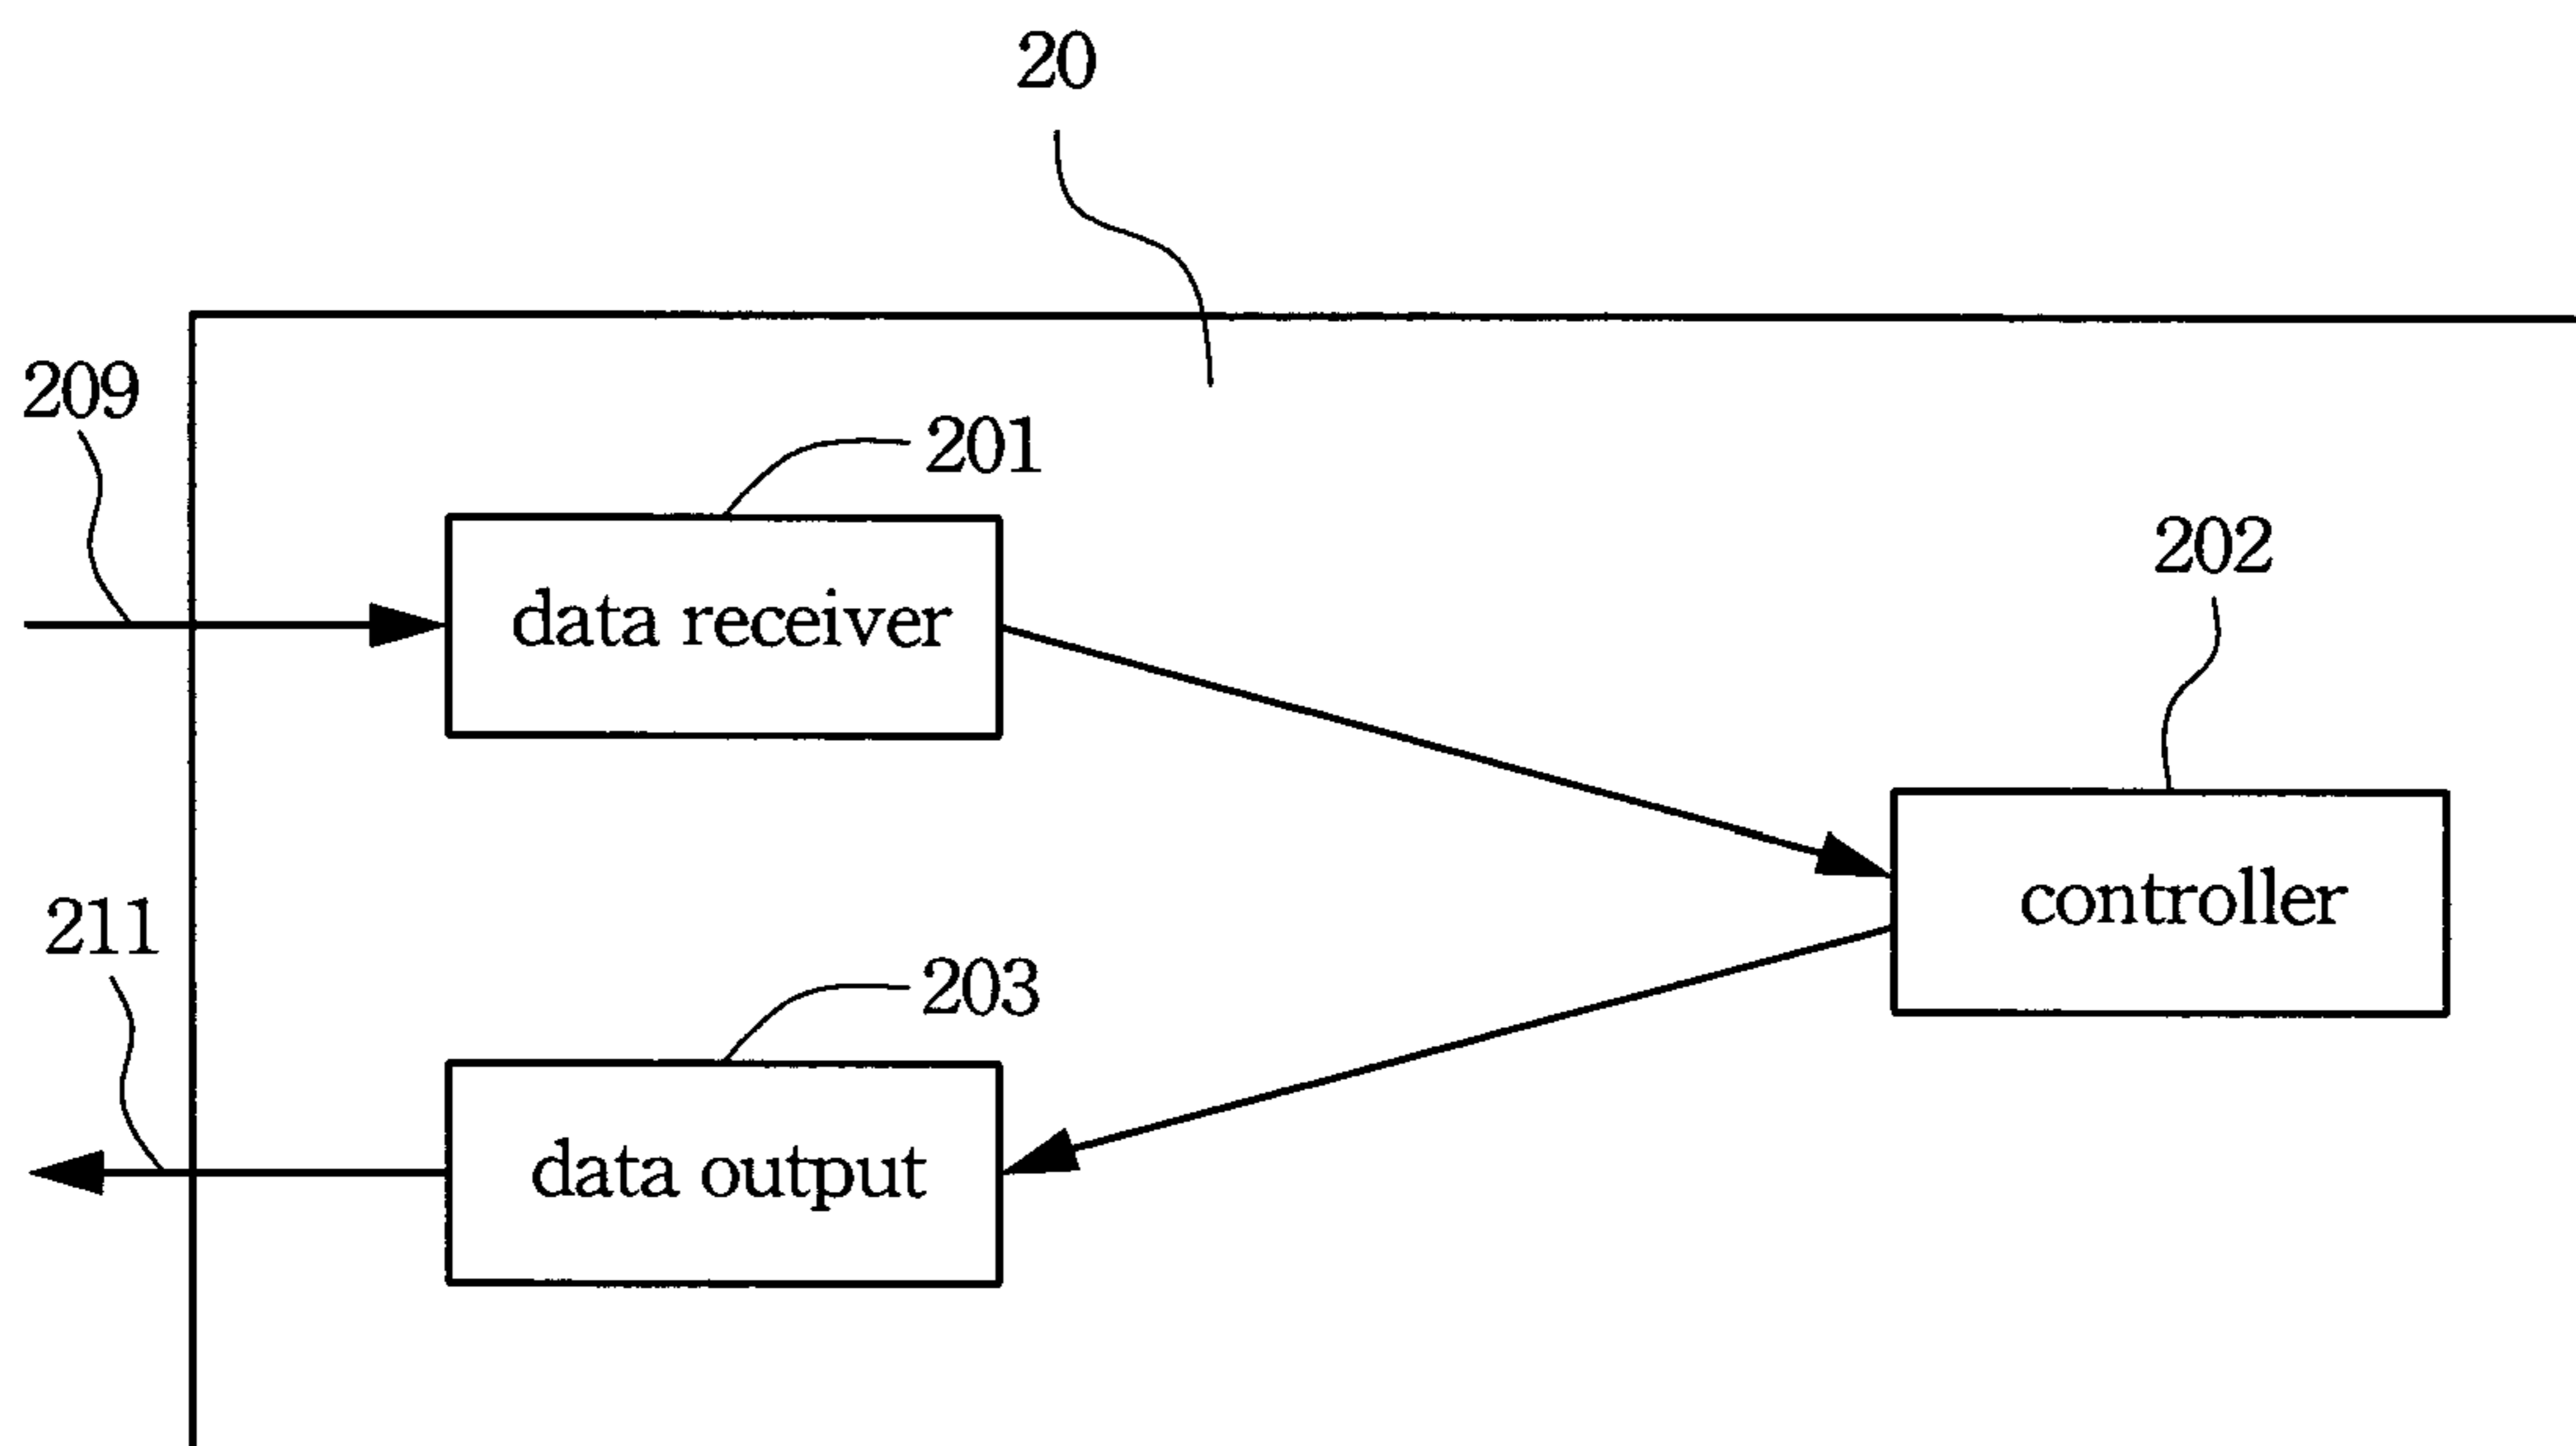 20
209
201
data receiver
202
controller
211
203
data output